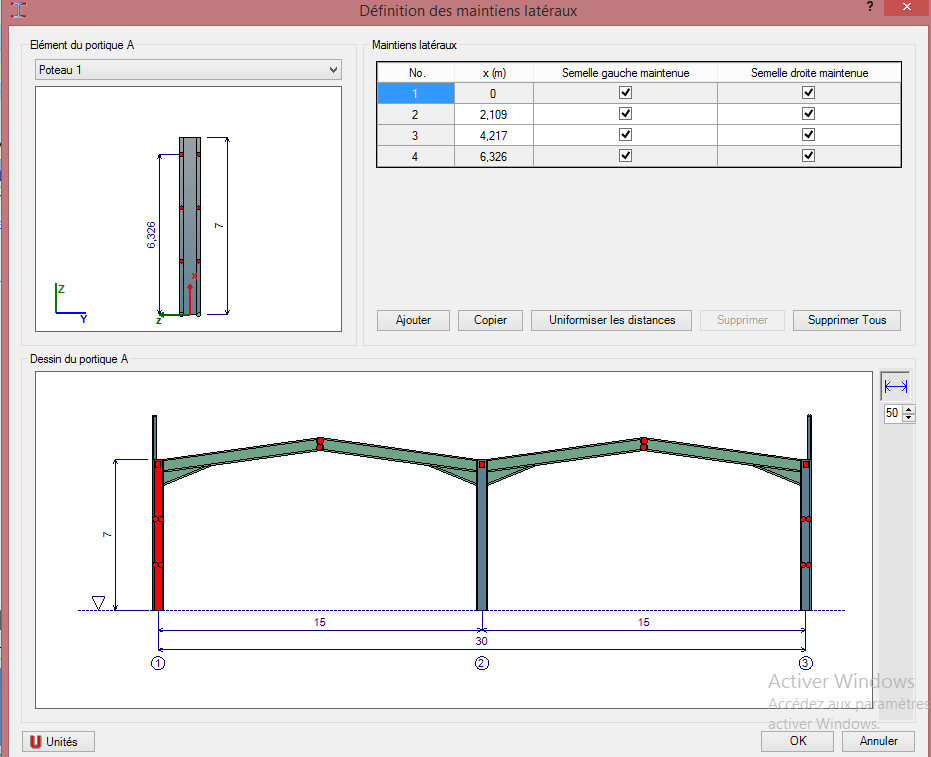 Définition des maintiens latéraux
?
Elément du portique A
Poteau 1
6,326
7
x
z
Z
Y
Maintiens latéraux
No. x (m) Semelle gauche maintenue Semelle droite maintenue
1 0
2 2,109
3 4,217
4 6,326
Ajouter Copier Uniformiser les distances Supprimer Supprimer Tous
Dessin du portique A
50
7
15 15
30
1 2 3
Activer Windows
Accédez aux paramètres
activer Windows.
Unités OK Annuler